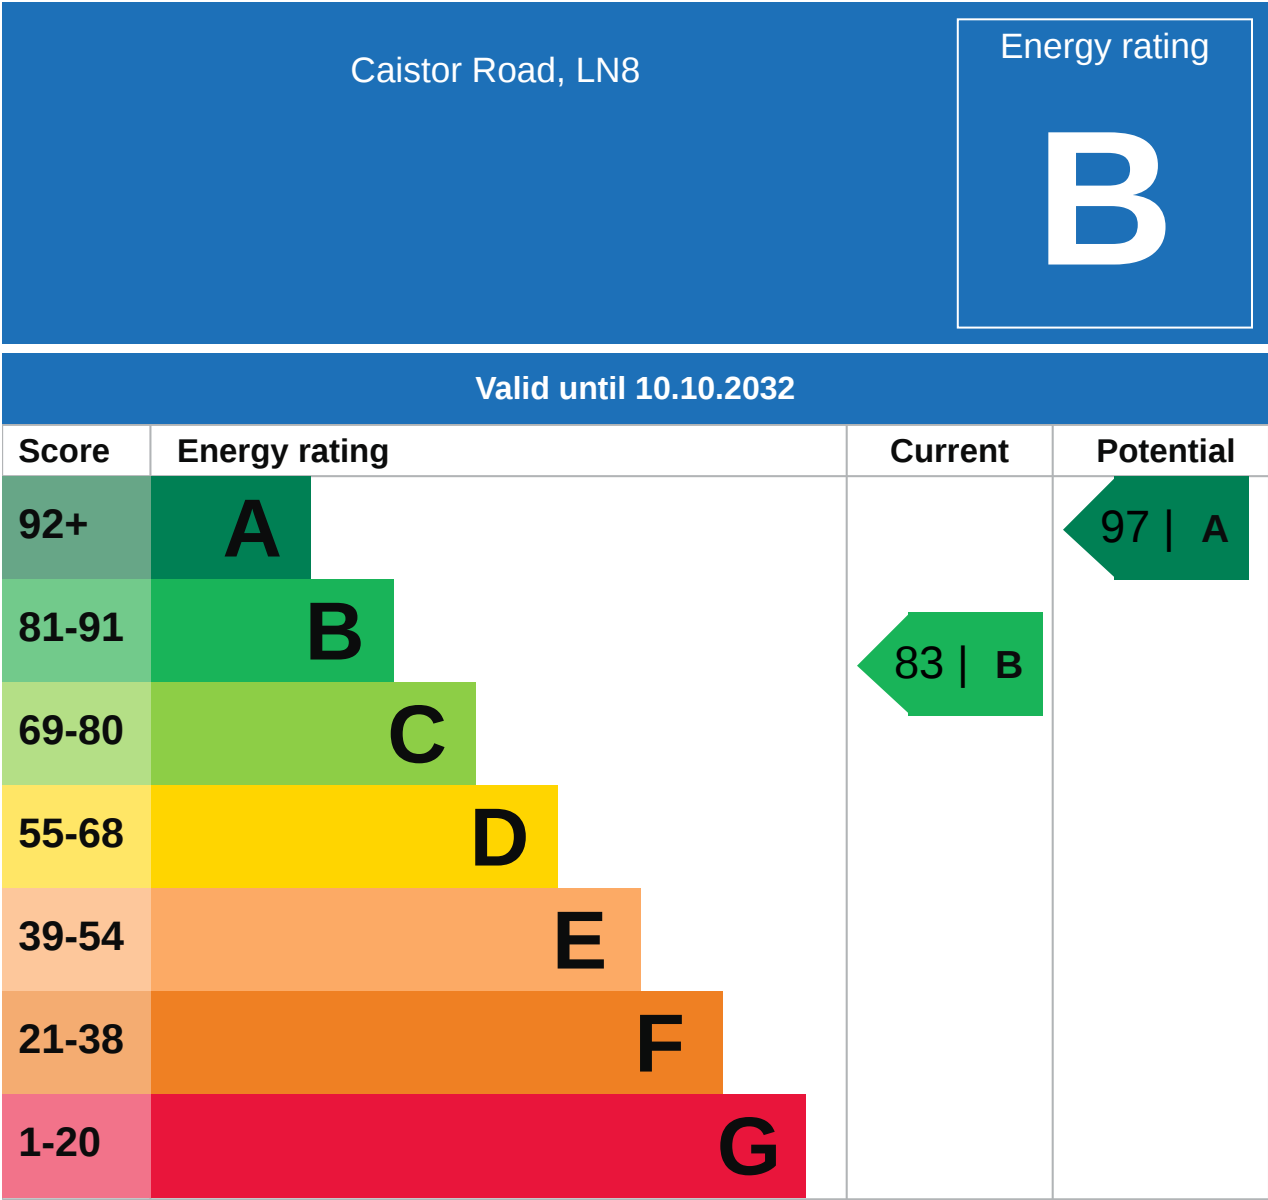 Caistor Road, LN8
Energy rating
B
Valid until 10.10.2032
Score Energy rating Current Potential
92+ A 97 | A
81-91 B 83 | B
69-80 C
55-68 D
39-54 E
21-38 F
1-20 G